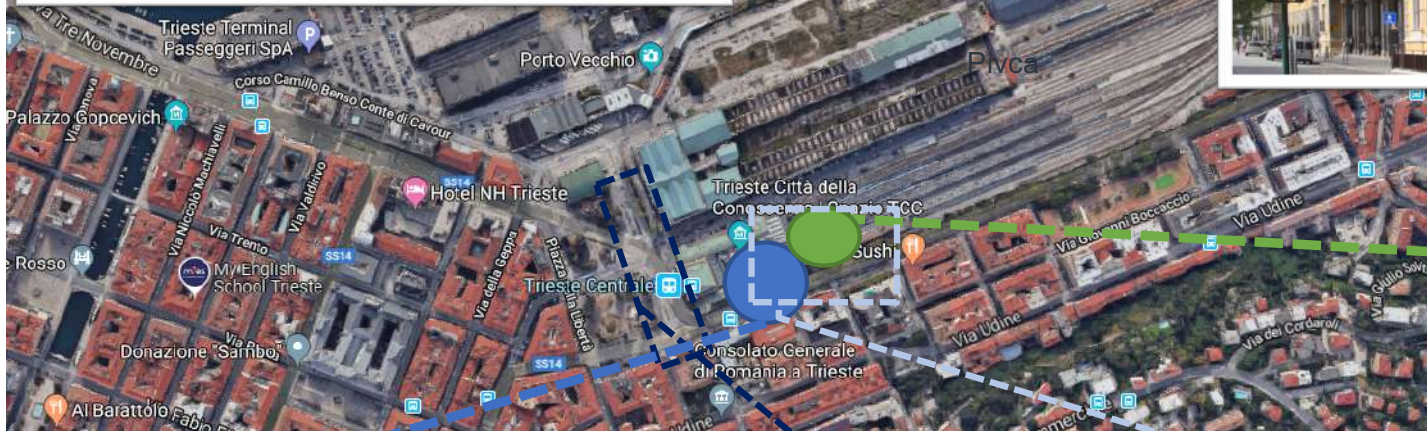 Via Tre Novembre
Trieste Terminal
Passeggeri SpA
P
Porto Vecchio
Pivca
Corso Camillo Benso Conte di Cavour
Palazzo Gopcevich
Via Niccolò Machiavelli
Via Valdirivo
Hotel NH Trieste
SS14
Trieste Città della
Conoscenza | Spazio TCC
Via Giovanni Boccaccio
Via Udine
e Rosso
Via Trento
SS14
Via della Geppa
Piazza della Libertà
Sushi
My English
School Trieste
Trieste Centrale
Via Udine
Via Giulio
Via dei Cordaroli
Donazione "Sambo"
SS14
Consolato Generale
di Romania a Trieste
Al Barattolo
Via Fabio
Udine